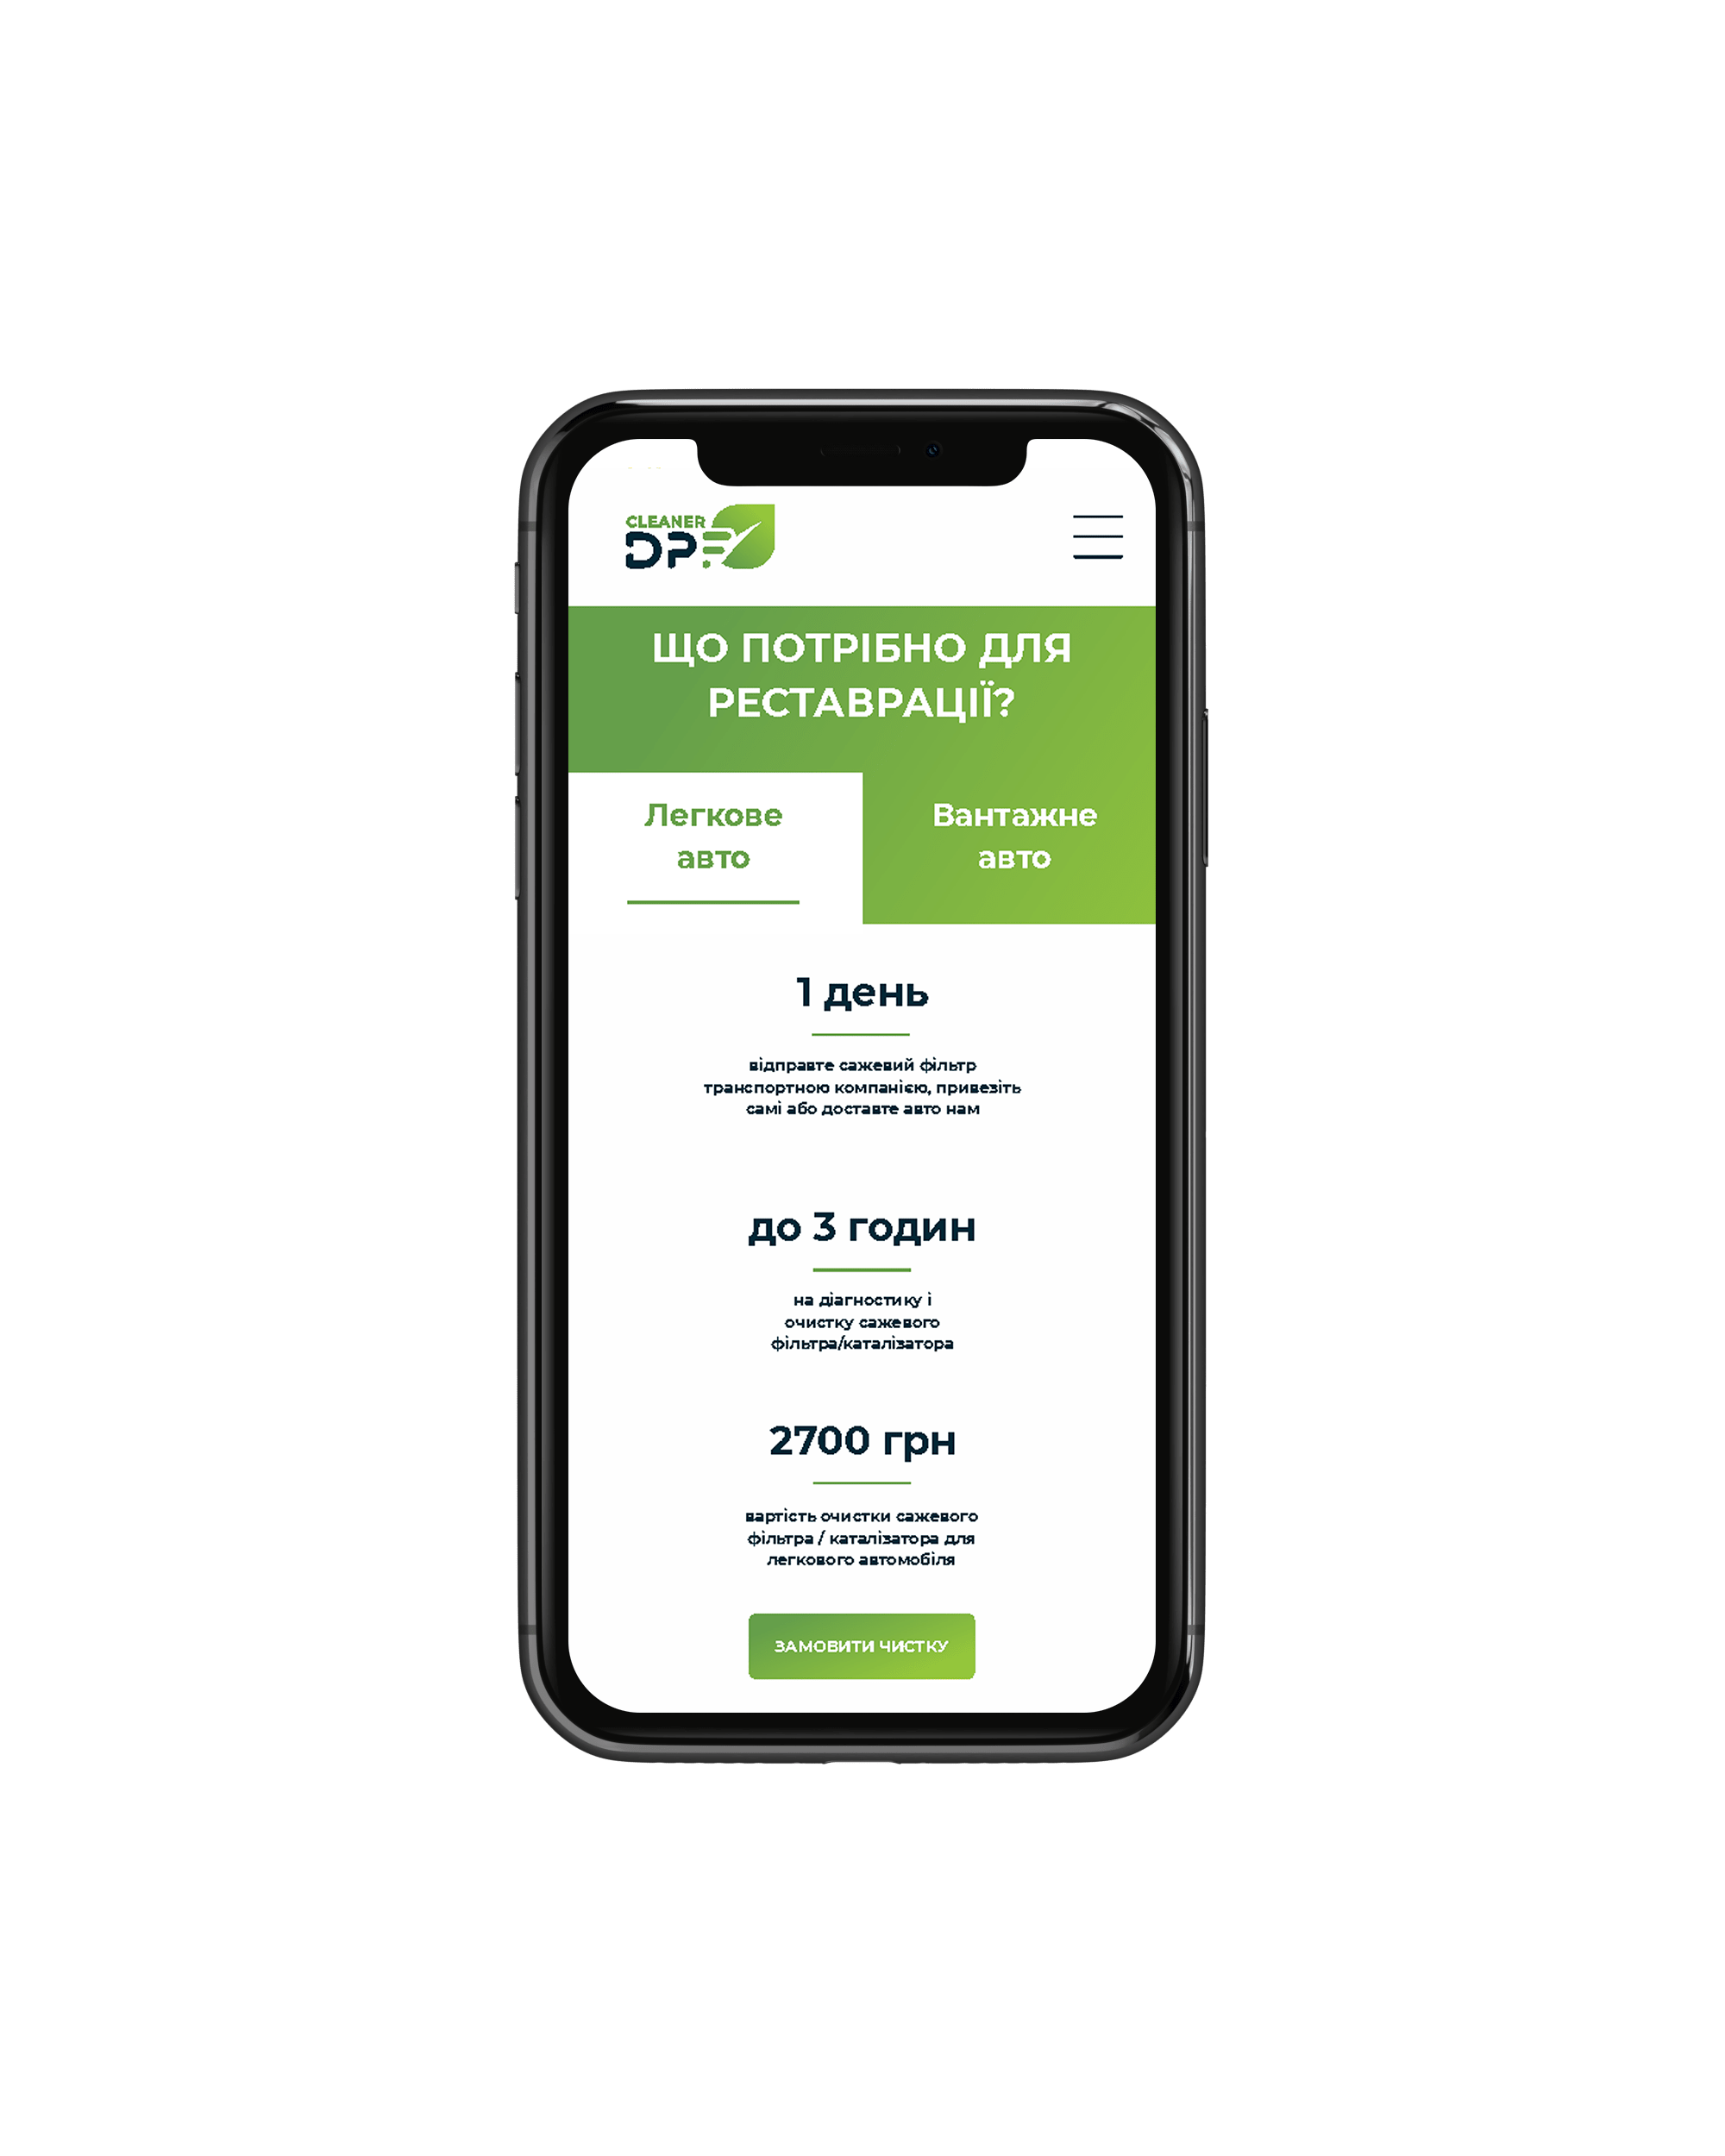 CLEANER
DPF
ЩО ПОТРІБНО ДЛЯ
РЕСТАВРАЦІЇ?
Легкове
авто
Вантажне
авто
1 день
відправте сажевий фільтр
транспортною компанією, привезіть
самі або доставте авто нам
до 3 годин
на діагностику і
очистку сажевого
фільтра/каталізатора
2700 грн
вартість очистки сажевого
фільтра / каталізатора для
легкового автомобіля
ЗАМОВИТИ ЧИСТКУ